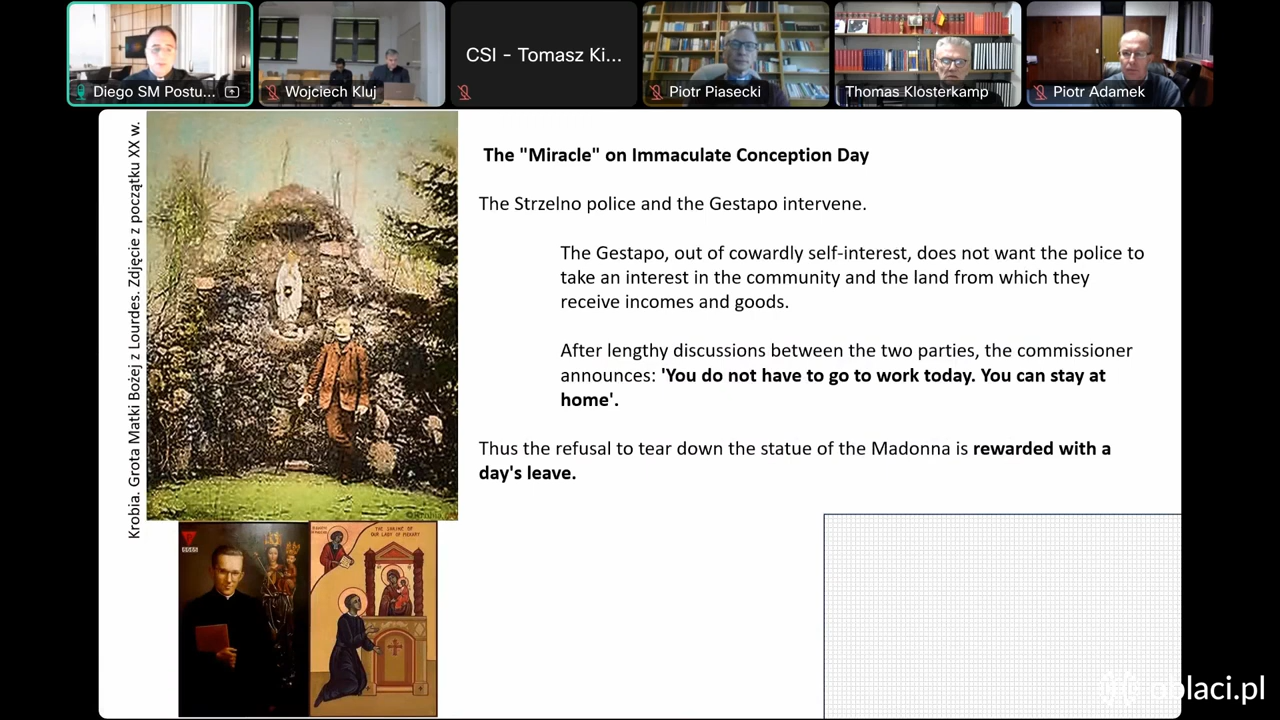 Diego SM Postu...
Wojciech Kluj
CSI - Tomasz Ki...
Piotr Piasecki
Thomas Klosterkamp
Piotr Adamek
Krobia. Grota Matki Bożej z Lourdes. Zdjęcie z początku XX w.
The "Miracle" on Immaculate Conception Day
The Strzelno police and the Gestapo intervene.
The Gestapo, out of cowardly self-interest, does not want the police to
take an interest in the community and the land from which they
receive incomes and goods.
After lengthy discussions between the two parties, the commissioner
announces: 'You do not have to go to work today. You can stay at
home'.
Thus the refusal to tear down the statue of the Madonna is rewarded with a
day's leave.
THE SHRINE OF
oblaci.pl